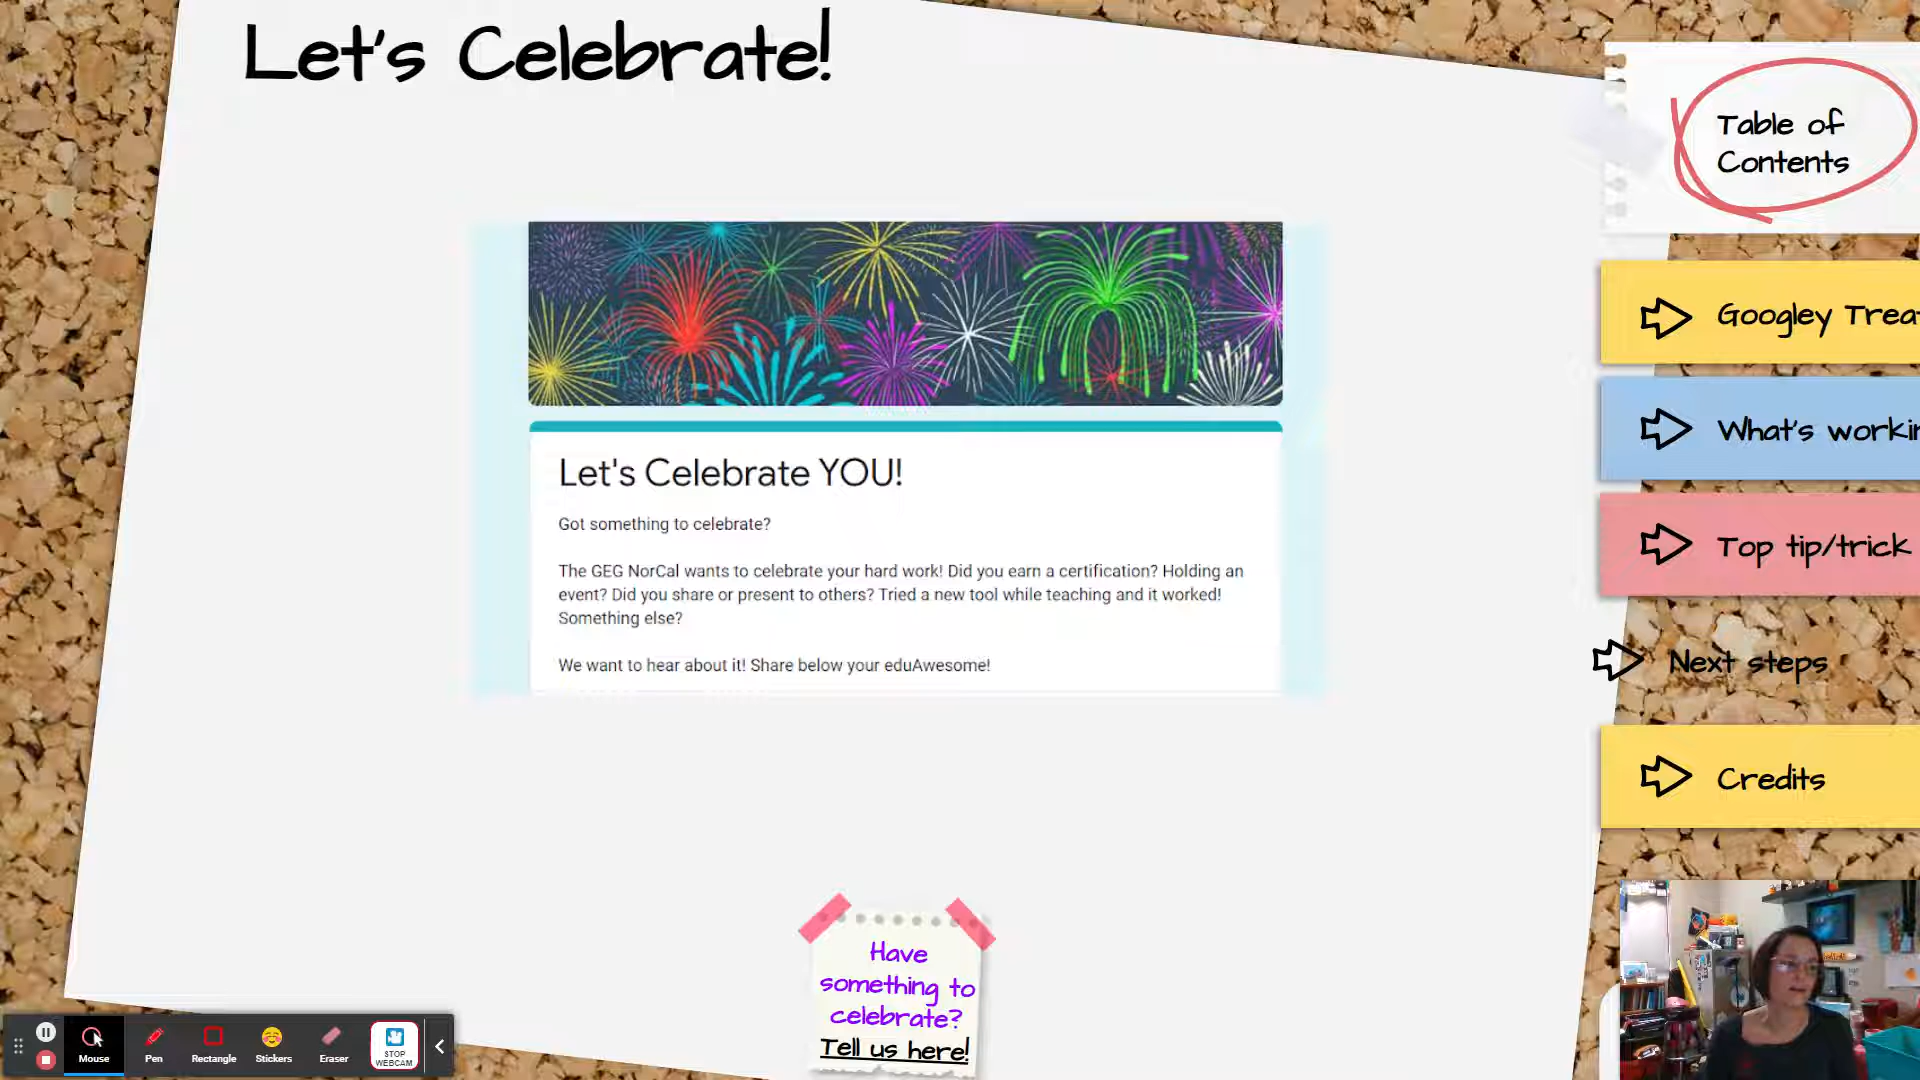 Let's Celebrate!
Table of
Contents
Googley Trea
What's workin
Top tip/trick
Next steps
Credits
Let's Celebrate YOU!
Got something to celebrate?
The GEG NorCal wants to celebrate your hard work! Did you earn a certification? Holding an
event? Did you share or present to others? Tried a new tool while teaching and it worked!
Something else?
We want to hear about it! Share below your eduAwesome!
Have
something to
celebrate?
Tell us here!
Mouse
Pen
Rectangle
Stickers
Eraser
STOP
WEBCAM